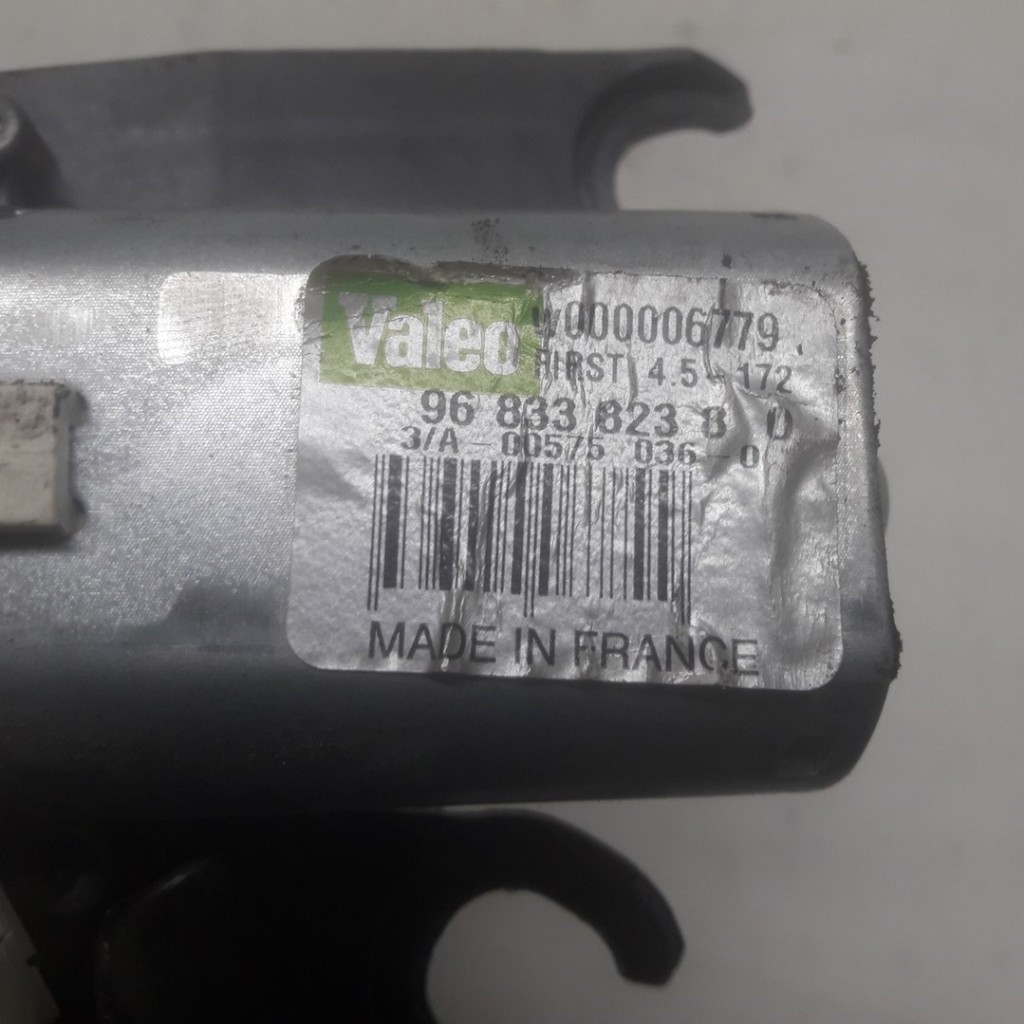 Valeo
W000006779
FIRST 4.5-172
96 833 823 8 0
3/A-00575 036-0
MADE IN FRANCE